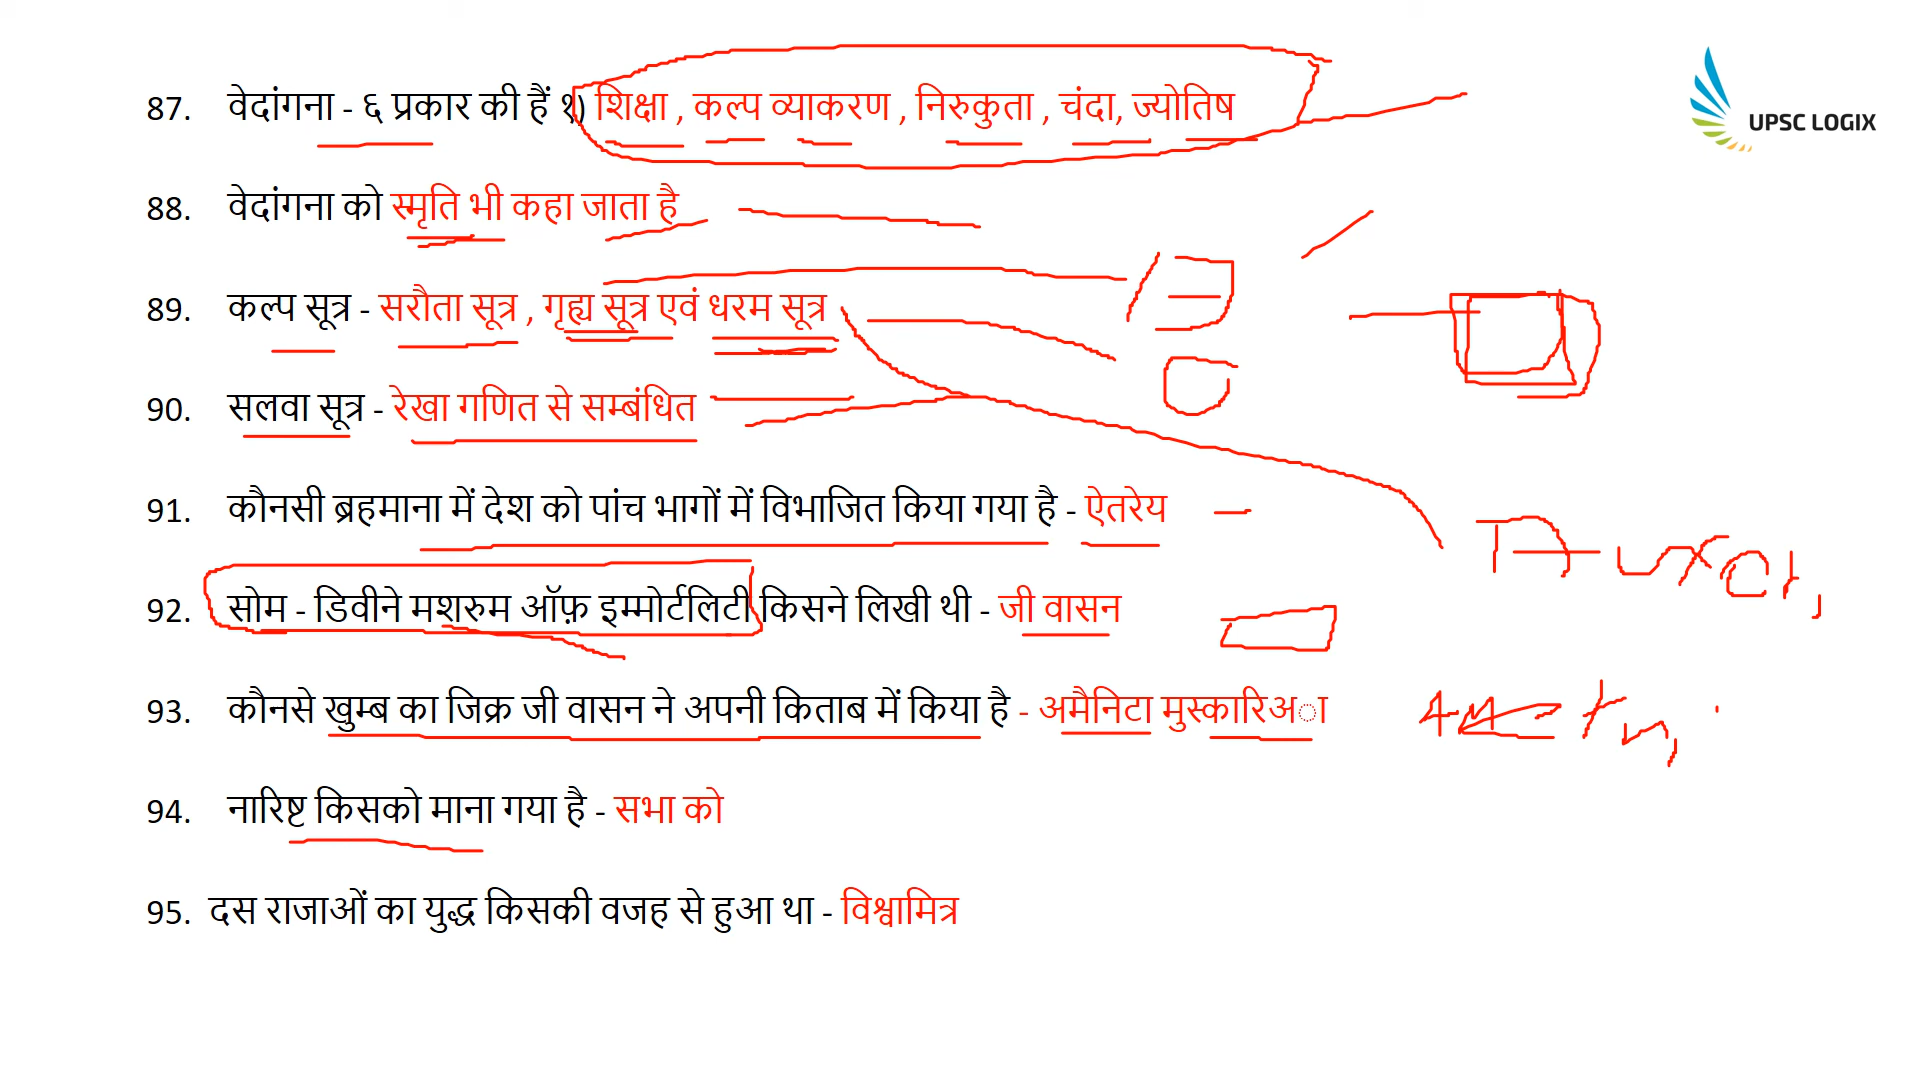 UPSC LOGIX
87. वेदांगना - ६ प्रकार की हैं १) शिक्षा , कल्प व्याकरण , निरुकुता , चंदा, ज्योतिष
88. वेदांगना को स्मृति भी कहा जाता है
89. कल्प सूत्र - सरौता सूत्र , गृह्य सूत्र एवं धरम सूत्र
90. सलवा सूत्र - रेखा गणित से सम्बंधित
91. कौनसी ब्रहमाना में देश को पांच भागों में विभाजित किया गया है - ऐतरेय
92. सोम - डिवीने मशरुम ऑफ़ इम्मोर्टलिटी किसने लिखी थी - जी वासन
93. कौनसे खुम्ब का जिक्र जी वासन ने अपनी किताब में किया है - अमैनिटा मुस्कारिअा
94. नारिष्ट किसको माना गया है - सभा को
95. दस राजाओं का युद्ध किसकी वजह से हुआ था - विश्वामित्र